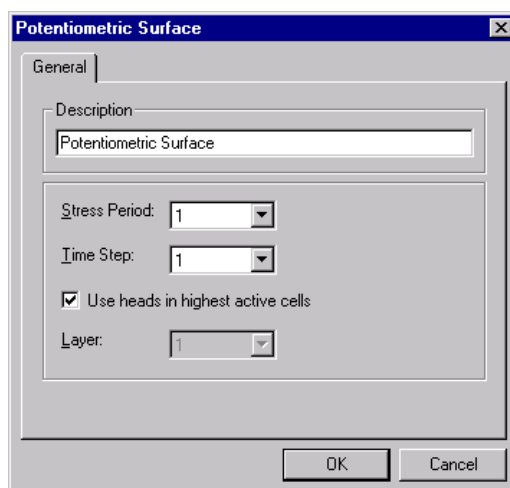 Potentiometric Surface
General
Description
Potentiometric Surface
Stress Period: 1
Time Step: 1
Use heads in highest active cells
Layer: 1
OK Cancel